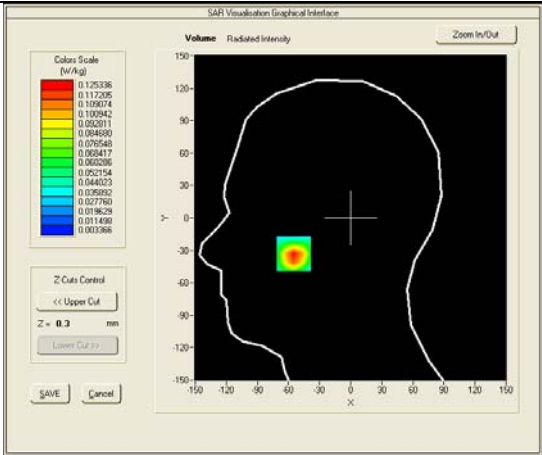 SAR Visualisation Graphical Interface
Volume Radiated Intensity
Zoom In/Out
Colors Scale
(W/kg)
0.125336
0.117205
0.109074
0.100942
0.092811
0.084680
0.076548
0.068417
0.060286
0.052154
0.044023
0.035892
0.027760
0.019629
0.011498
0.003366
Z Cuts Control
<< Upper Cut
Z = 0.3 mm
Lower Cut >>
SAVE Cancel
150
120
90
60
30
0
-30
-60
-90
-120
-150
Y
-150 -120 -90 -60 -30 0 30 60 90 120 150
X